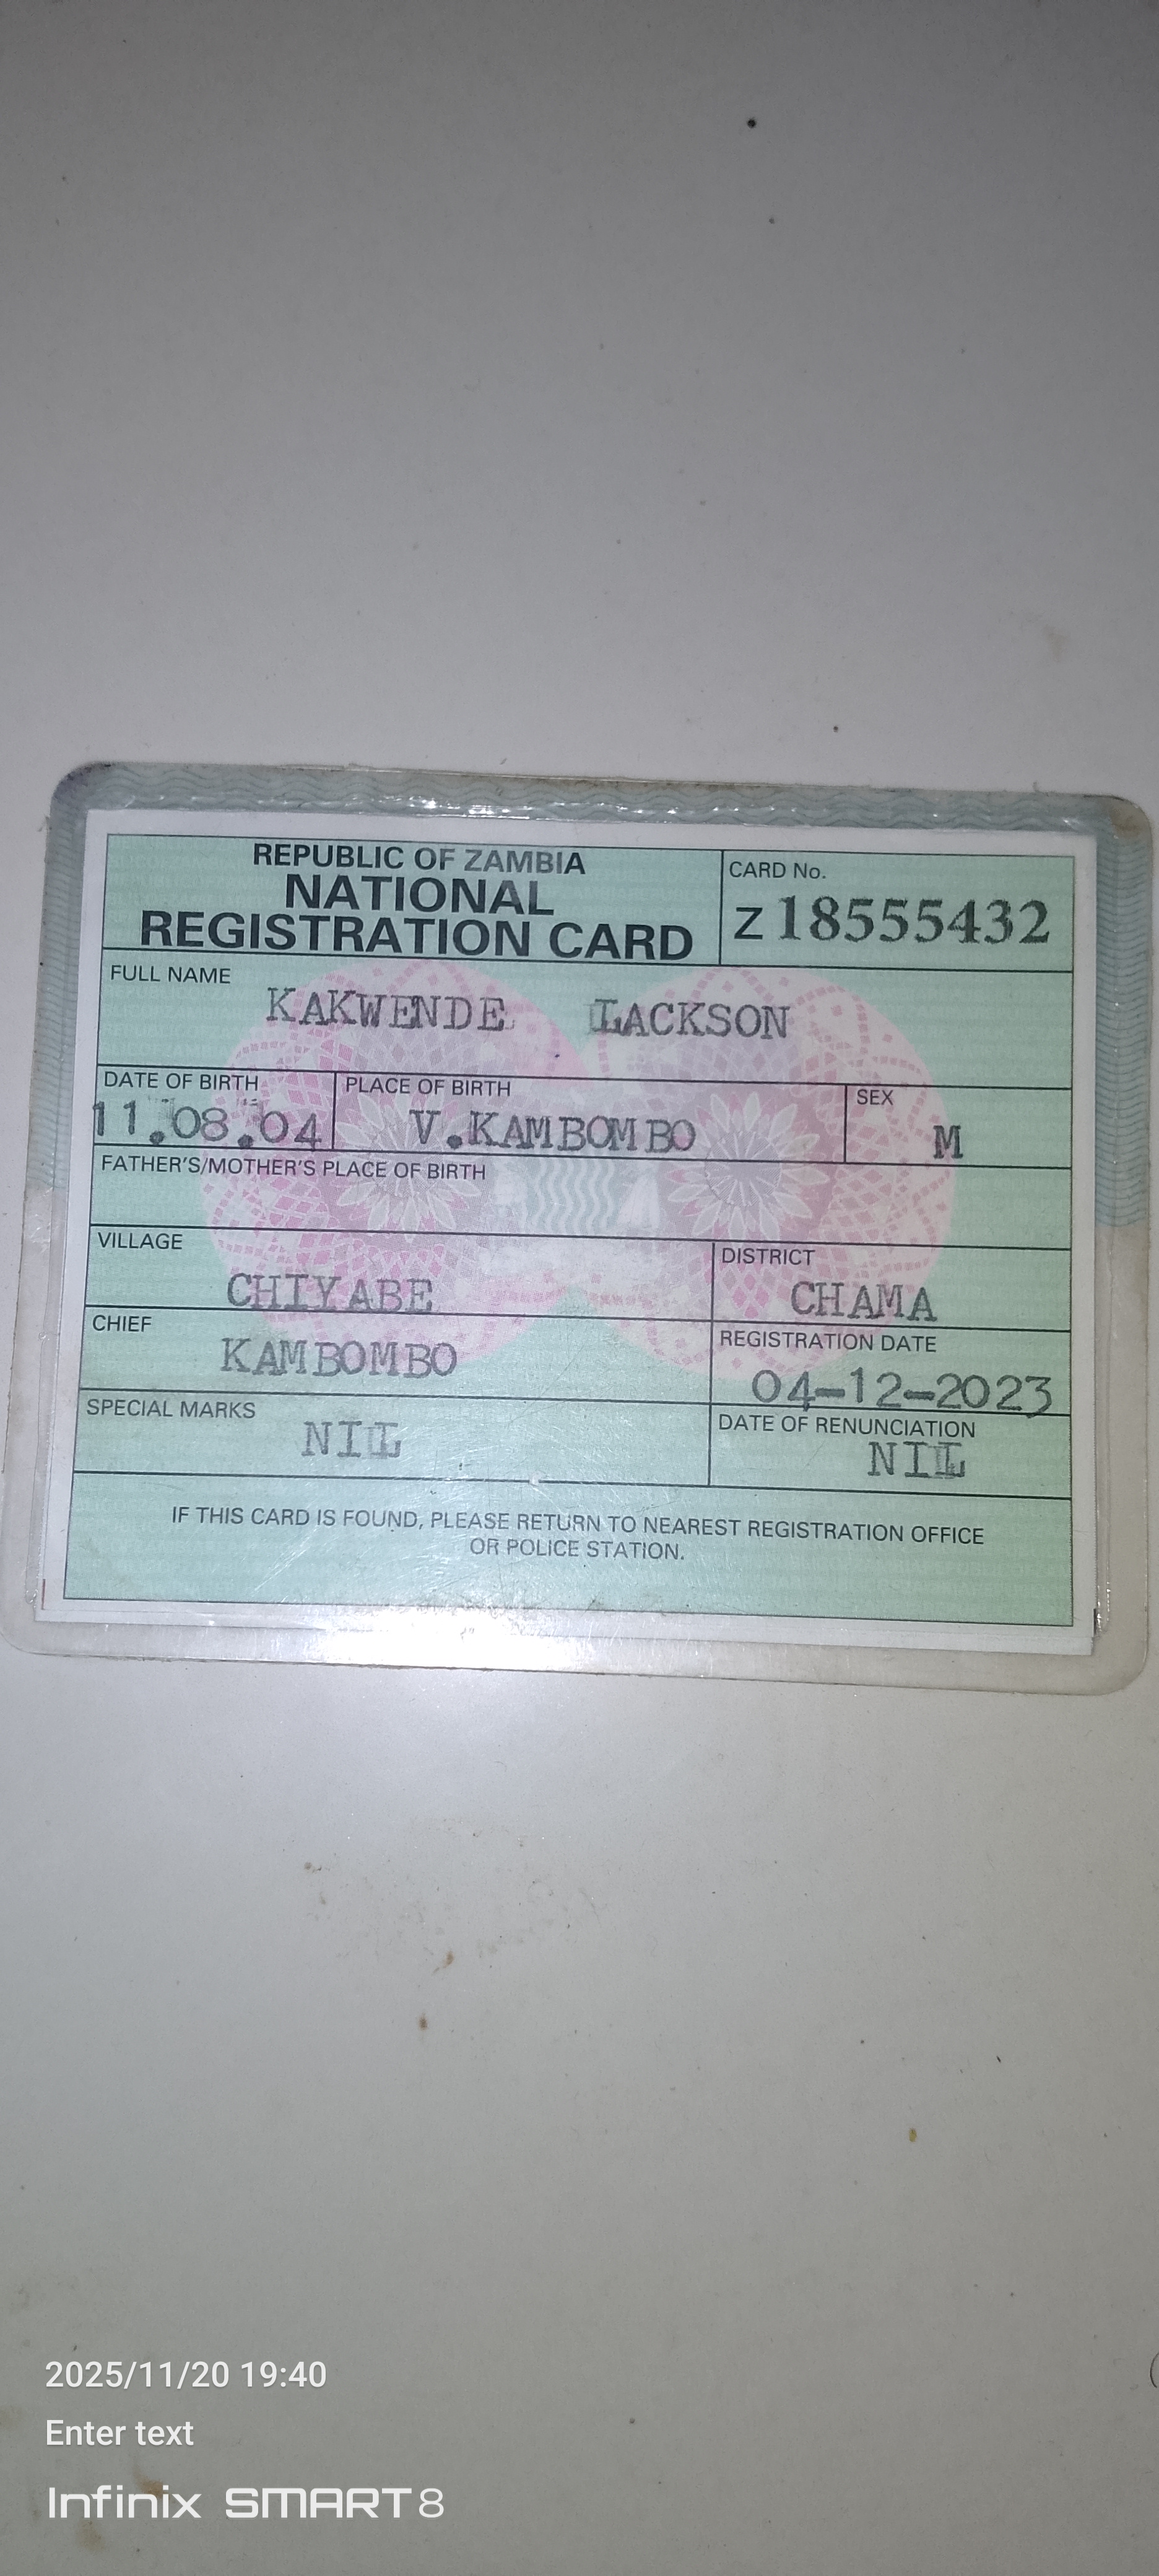 REPUBLIC OF ZAMBIA
NATIONAL
REGISTRATION CARD
CARD No.
Z 18555432
FULL NAME
KAKWENDE LACKSON
DATE OF BIRTH
11.08.04
PLACE OF BIRTH
V.KAMBOMBO
SEX
M
FATHER'S/MOTHER'S PLACE OF BIRTH
VILLAGE
CHIYABE
DISTRICT
CHAMA
CHIEF
KAMBOMBO
REGISTRATION DATE
04-12-2023
SPECIAL MARKS
NIL
DATE OF RENUNCIATION
NIL
IF THIS CARD IS FOUND, PLEASE RETURN TO NEAREST REGISTRATION OFFICE
OR POLICE STATION.
2025/11/20 19:40
Enter text
Infinix SMART 8